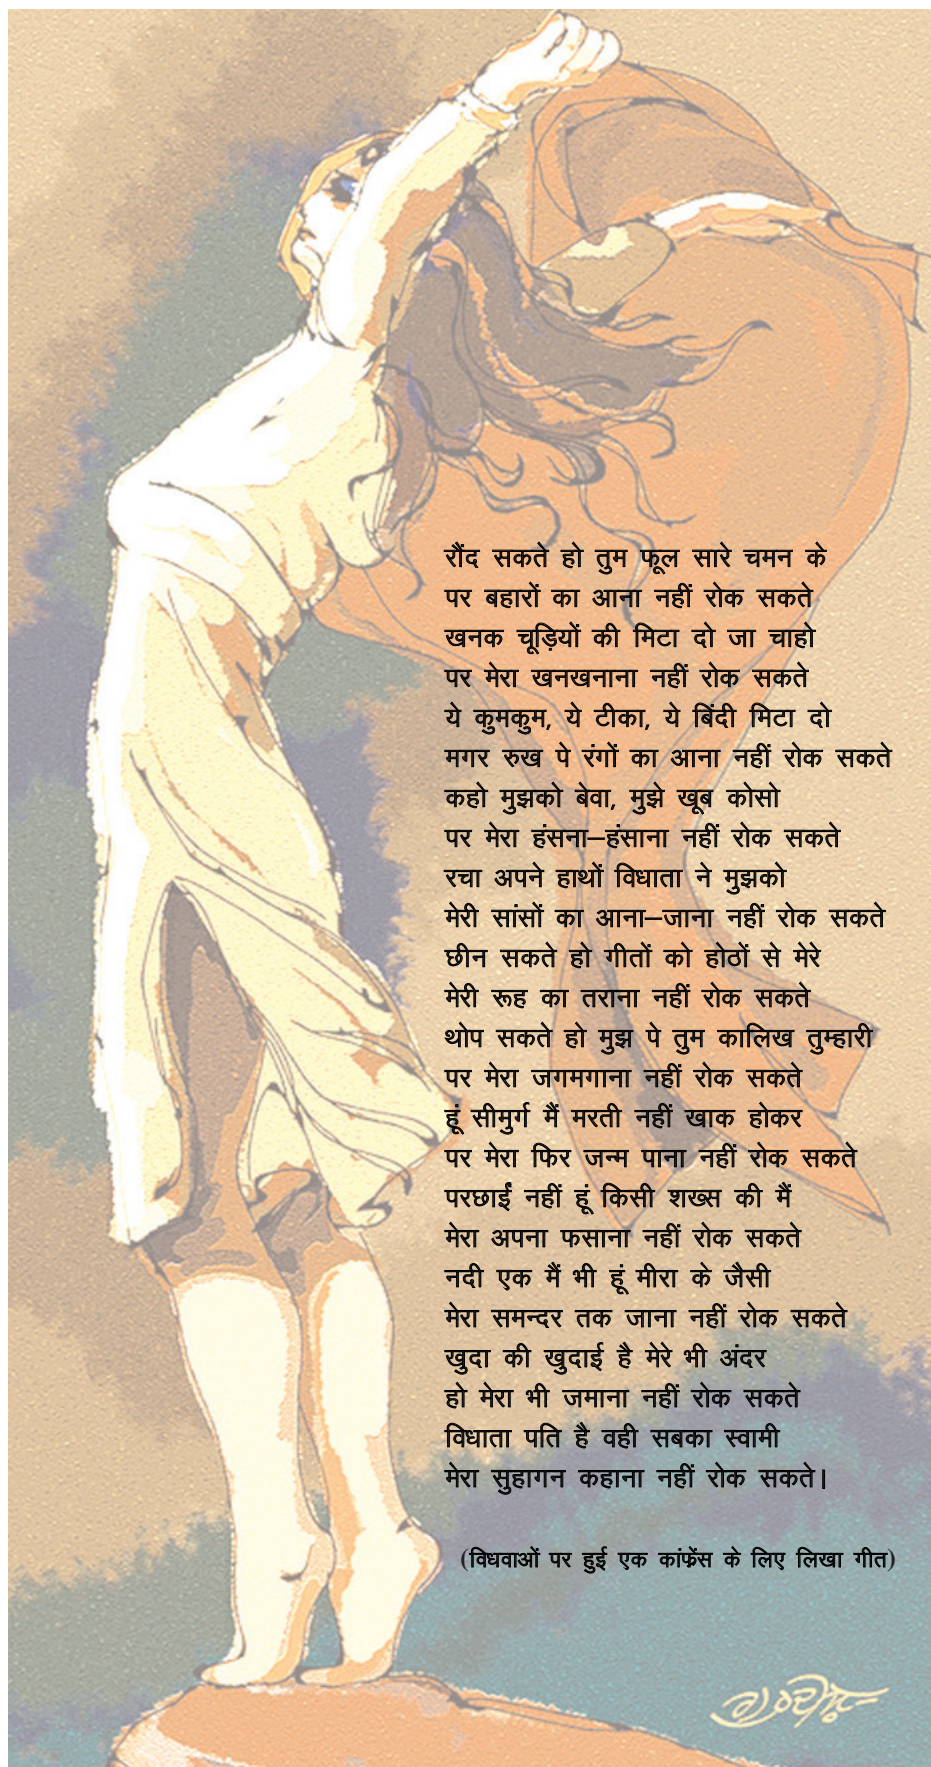 रौंद सकते हो तुम फूल सारे चमन के
पर बहारों का आना नहीं रोक सकते
खनक चूड़ियों की मिटा दो जा चाहो
पर मेरा खनखनाना नहीं रोक सकते
ये कुमकुम, ये टीका, ये बिंदी मिटा दो
मगर रुख पे रंगों का आना नहीं रोक सकते
कहो मुझको बेवा, मुझे खूब कोसो
पर मेरा हंसना–हंसाना नहीं रोक सकते
रचा अपने हाथों विधाता ने मुझको
मेरी सांसों का आना–जाना नहीं रोक सकते
छीन सकते हो गीतों को होठों से मेरे
मेरी रूह का तराना नहीं रोक सकते
थोप सकते हो मुझ पे तुम कालिख तुम्हारी
पर मेरा जगमगाना नहीं रोक सकते
हूं सीमुर्ग मैं मरती नहीं खाक होकर
पर मेरा फिर जन्म पाना नहीं रोक सकते
परछाईं नहीं हूं किसी शख्स की मैं
मेरा अपना फसाना नहीं रोक सकते
नदी एक मैं भी हूं मीरा के जैसी
मेरा समन्दर तक जाना नहीं रोक सकते
खुदा की खुदाई है मेरे भी अंदर
हो मेरा भी जमाना नहीं रोक सकते
विधाता पति है वही सबका स्वामी
मेरा सुहागन कहाना नहीं रोक सकते।
(विधवाओं पर हुई एक कांफ्रेंस के लिए लिखा गीत)